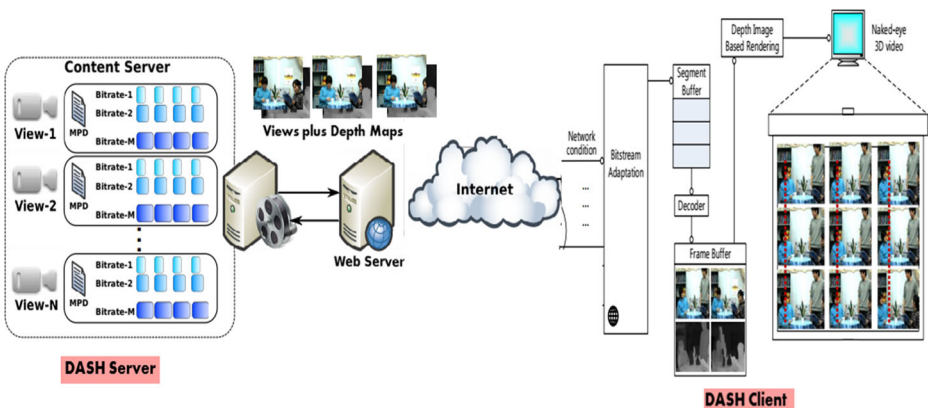 Content Server
View-1
MPD
Bitrate-1
Bitrate-2
Bitrate-M
View-2
MPD
Bitrate-1
Bitrate-2
Bitrate-M
View-N
MPD
Bitrate-1
Bitrate-2
Bitrate-M
DASH Server
Views plus Depth Maps
Web Server
Internet
Network
condition
...
...
...
Bitstream
Adaptation
Segment
Buffer
Decoder
Frame Buffer
Depth Image
Based Rendering
Naked-eye
3D video
DASH Client